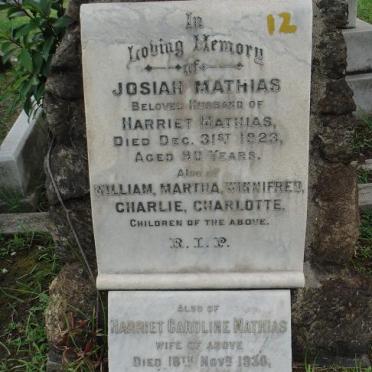 In
12
Loving Memory
of
JOSIAH MATHIAS
BELOVED HUSBAND OF
HARRIET MATHIAS,
DIED DEC. 31ST 1923,
AGED 80 YEARS.
ALSO
WILLIAM, MARTHA, WINNIFRED,
CHARLIE, CHARLOTTE,
CHILDREN OF THE ABOVE.
R.I.P.
ALSO OF
HARRIET CAROLINE MATHIAS
WIFE OF ABOVE
DIED 18TH NOVR 1936,